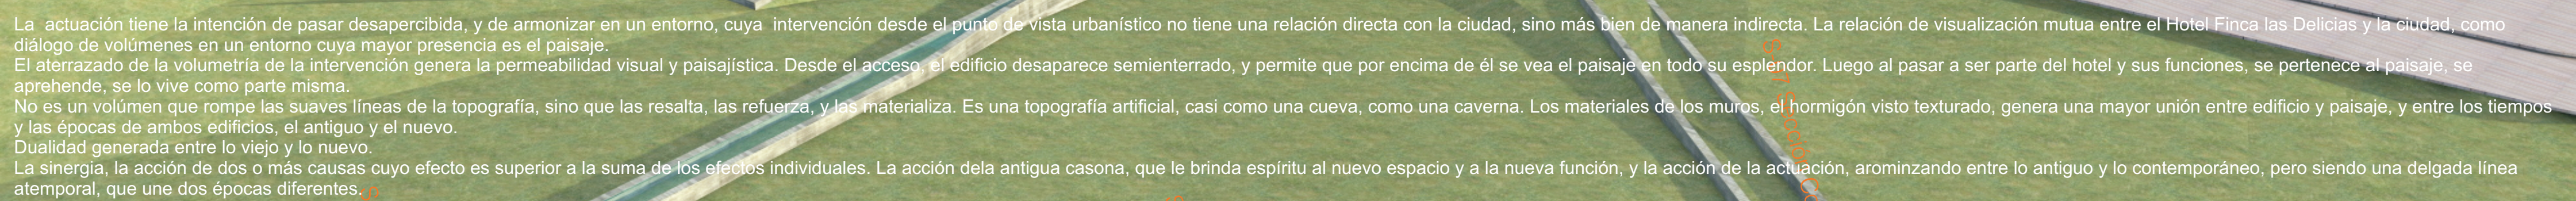 La  actuación tiene la intención de pasar desapercibida, y de armonizar en un entorno, cuya  intervención desde el punto de vista urbanístico no tiene una relación directa con la ciudad, sino más bien de manera indirecta. La relación de visualización mutua entre el Hotel Finca las Delicias y la ciudad, como
diálogo de volúmenes en un entorno cuya mayor presencia es el paisaje.
El aterrazado de la volumetría de la intervención genera la permeabilidad visual y paisajística. Desde el acceso, el edificio desaparece semienterrado, y permite que por encima de él se vea el paisaje en todo su esplendor. Luego al pasar a ser parte del hotel y sus funciones, se pertenece al paisaje, se
aprehende, se lo vive como parte misma.
No es un volúmen que rompe las suaves líneas de la topografía, sino que las resalta, las refuerza, y las materializa. Es una topografía artificial, casi como una cueva, como una caverna. Los materiales de los muros, el hormigón visto texturado, genera una mayor unión entre edificio y paisaje, y entre los tiempos
y las épocas de ambos edificios, el antiguo y el nuevo.
Dualidad generada entre lo viejo y lo nuevo.
La sinergia, la acción de dos o más causas cuyo efecto es superior a la suma de los efectos individuales. La acción dela antigua casona, que le brinda espíritu al nuevo espacio y a la nueva función, y la acción de la actuación, arominzando entre lo antiguo y lo contemporáneo, pero siendo una delgada línea
atemporal, que une dos épocas diferentes.